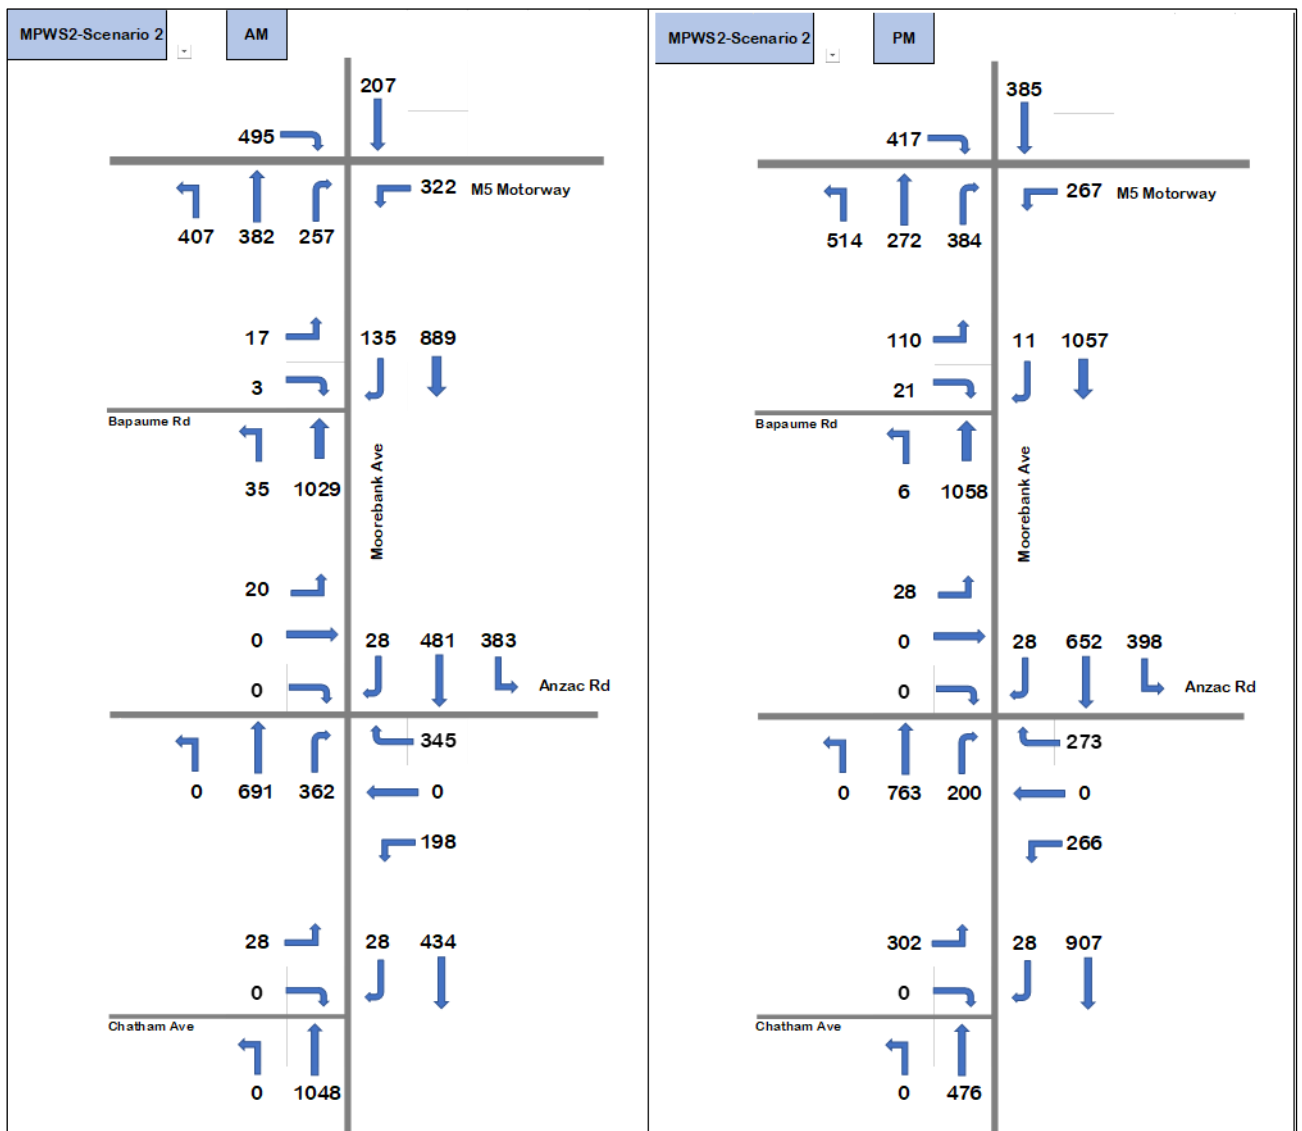 MPWS2-Scenario 2 AM
207
495
322 M5 Motorway
407 382 257
17 135 889
3
Bapaume Rd
35 1029
Moorebank Ave
20
0 28 481 383
0 Anzac Rd
345
0 691 362 0
198
28 28 434
0
Chatham Ave
0 1048
MPWS2-Scenario 2 PM
385
417
267 M5 Motorway
514 272 384
110 11 1057
21
Bapaume Rd
6 1058
Moorebank Ave
28
0 28 652 398
0 Anzac Rd
273
0 763 200 0
266
302 28 907
0
Chatham Ave
0 476